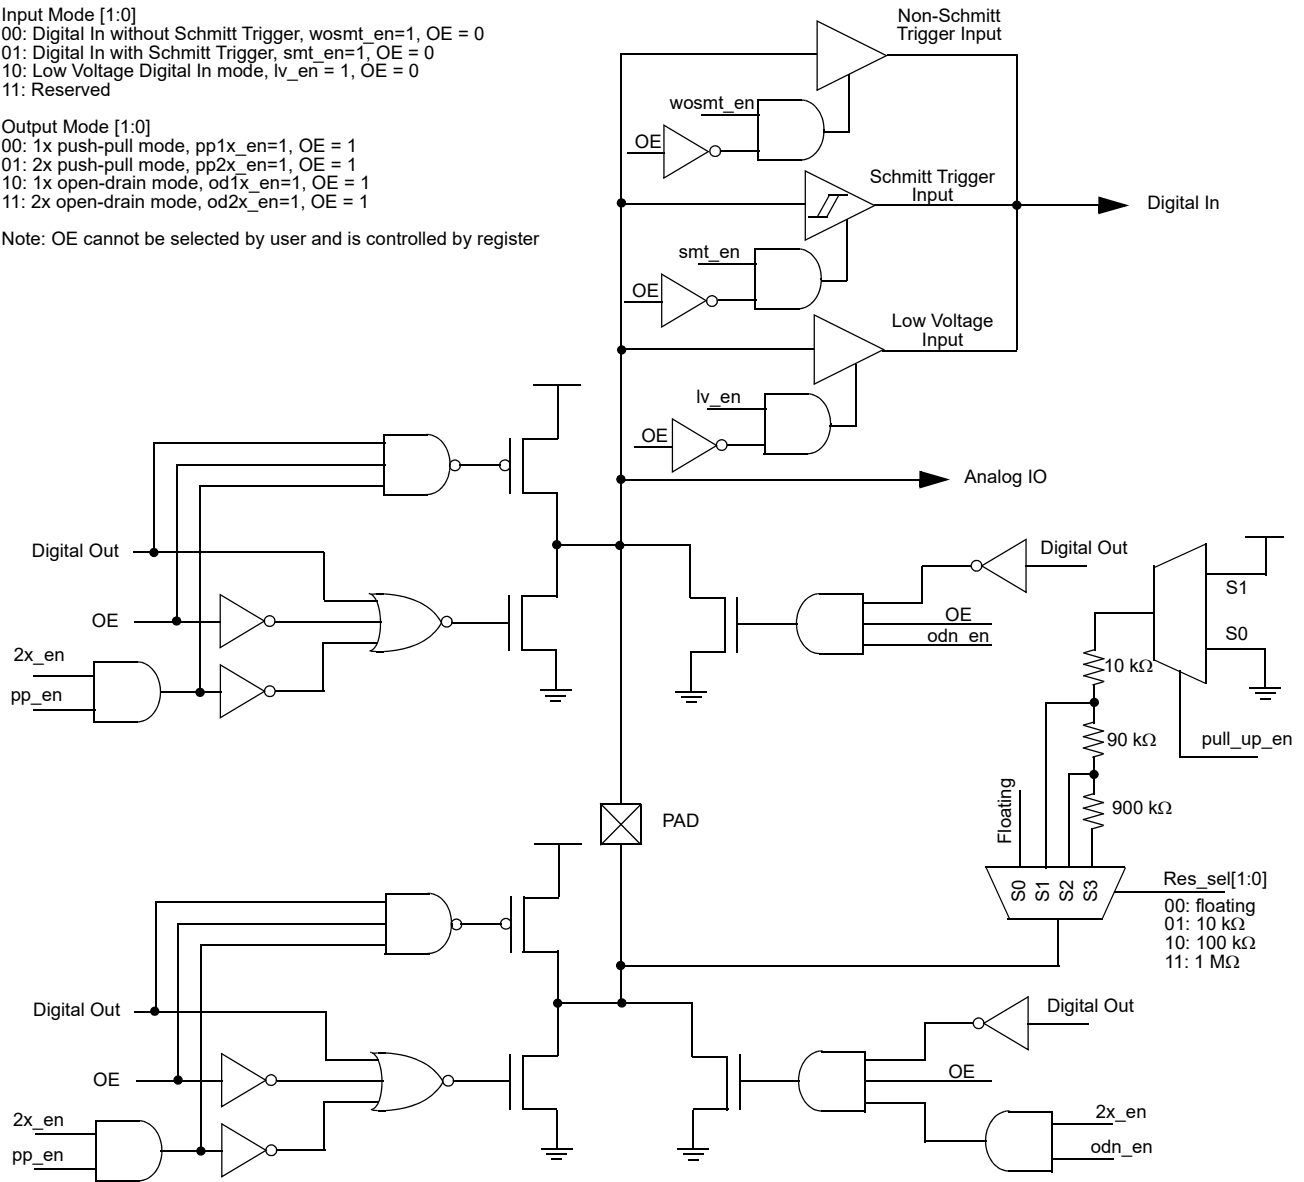 Input Mode [1:0]
00: Digital In without Schmitt Trigger, wosmt_en=1, OE = 0
01: Digital In with Schmitt Trigger, smt_en=1, OE = 0
10: Low Voltage Digital In mode, lv_en = 1, OE = 0
11: Reserved
Output Mode [1:0]
00: 1x push-pull mode, pp1x_en=1, OE = 1
01: 2x push-pull mode, pp2x_en=1, OE = 1
10: 1x open-drain mode, od1x_en=1, OE = 1
11: 2x open-drain mode, od2x_en=1, OE = 1
Note: OE cannot be selected by user and is controlled by register
Non-Schmitt
Trigger Input
wosmt_en
OE
Schmitt Trigger
Input
Digital In
smt_en
OE
Low Voltage
Input
lv_en
OE
Analog IO
Digital Out
OE
2x_en
pp_en
Digital Out
OE
odn_en
S1
S0
10 kΩ
pull_up_en
90 kΩ
900 kΩ
Floating
PAD
S0
S1
S2
S3
Res_sel[1:0]
00: floating
01: 10 kΩ
10: 100 kΩ
11: 1 MΩ
Digital Out
OE
2x_en
pp_en
Digital Out
OE
2x_en
odn_en